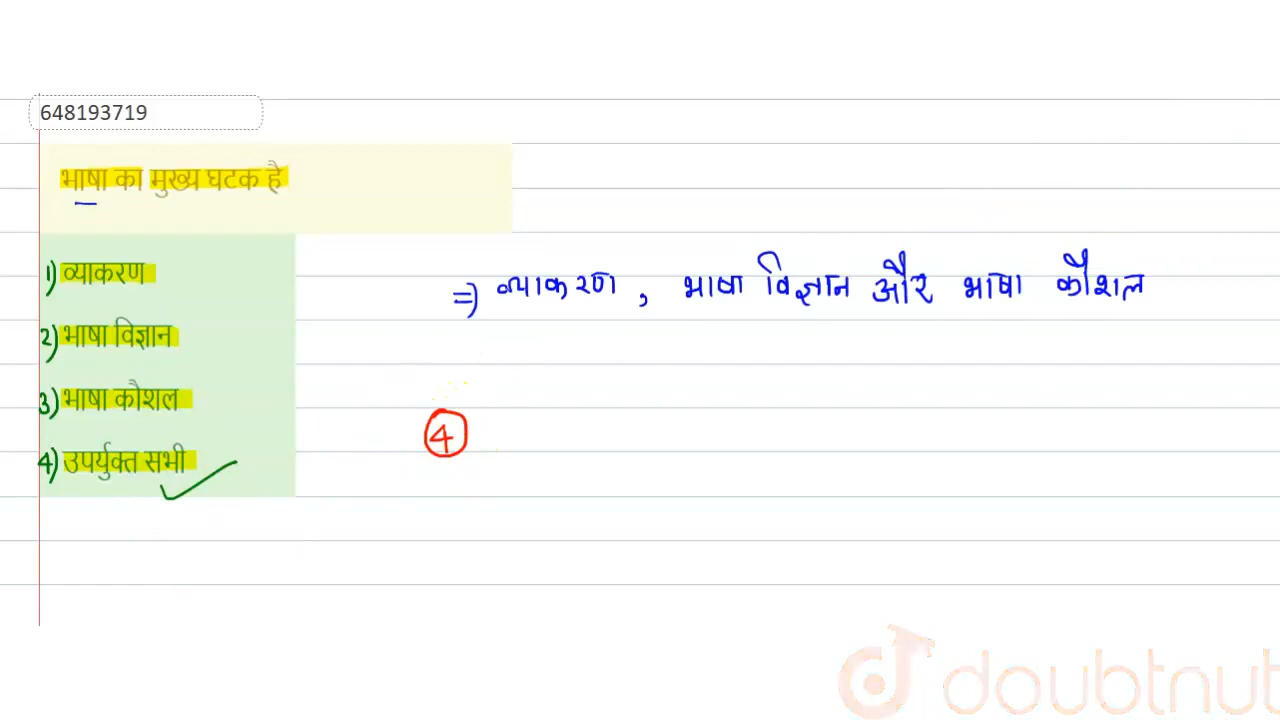 648193719
भाषा का मुख्य घटक है
1) व्याकरण
⇒ व्याकरण, भाषा विज्ञान और भाषा कौशल
2) भाषा विज्ञान
3) भाषा कौशल
4
4) उपर्युक्त सभी
doubtnut